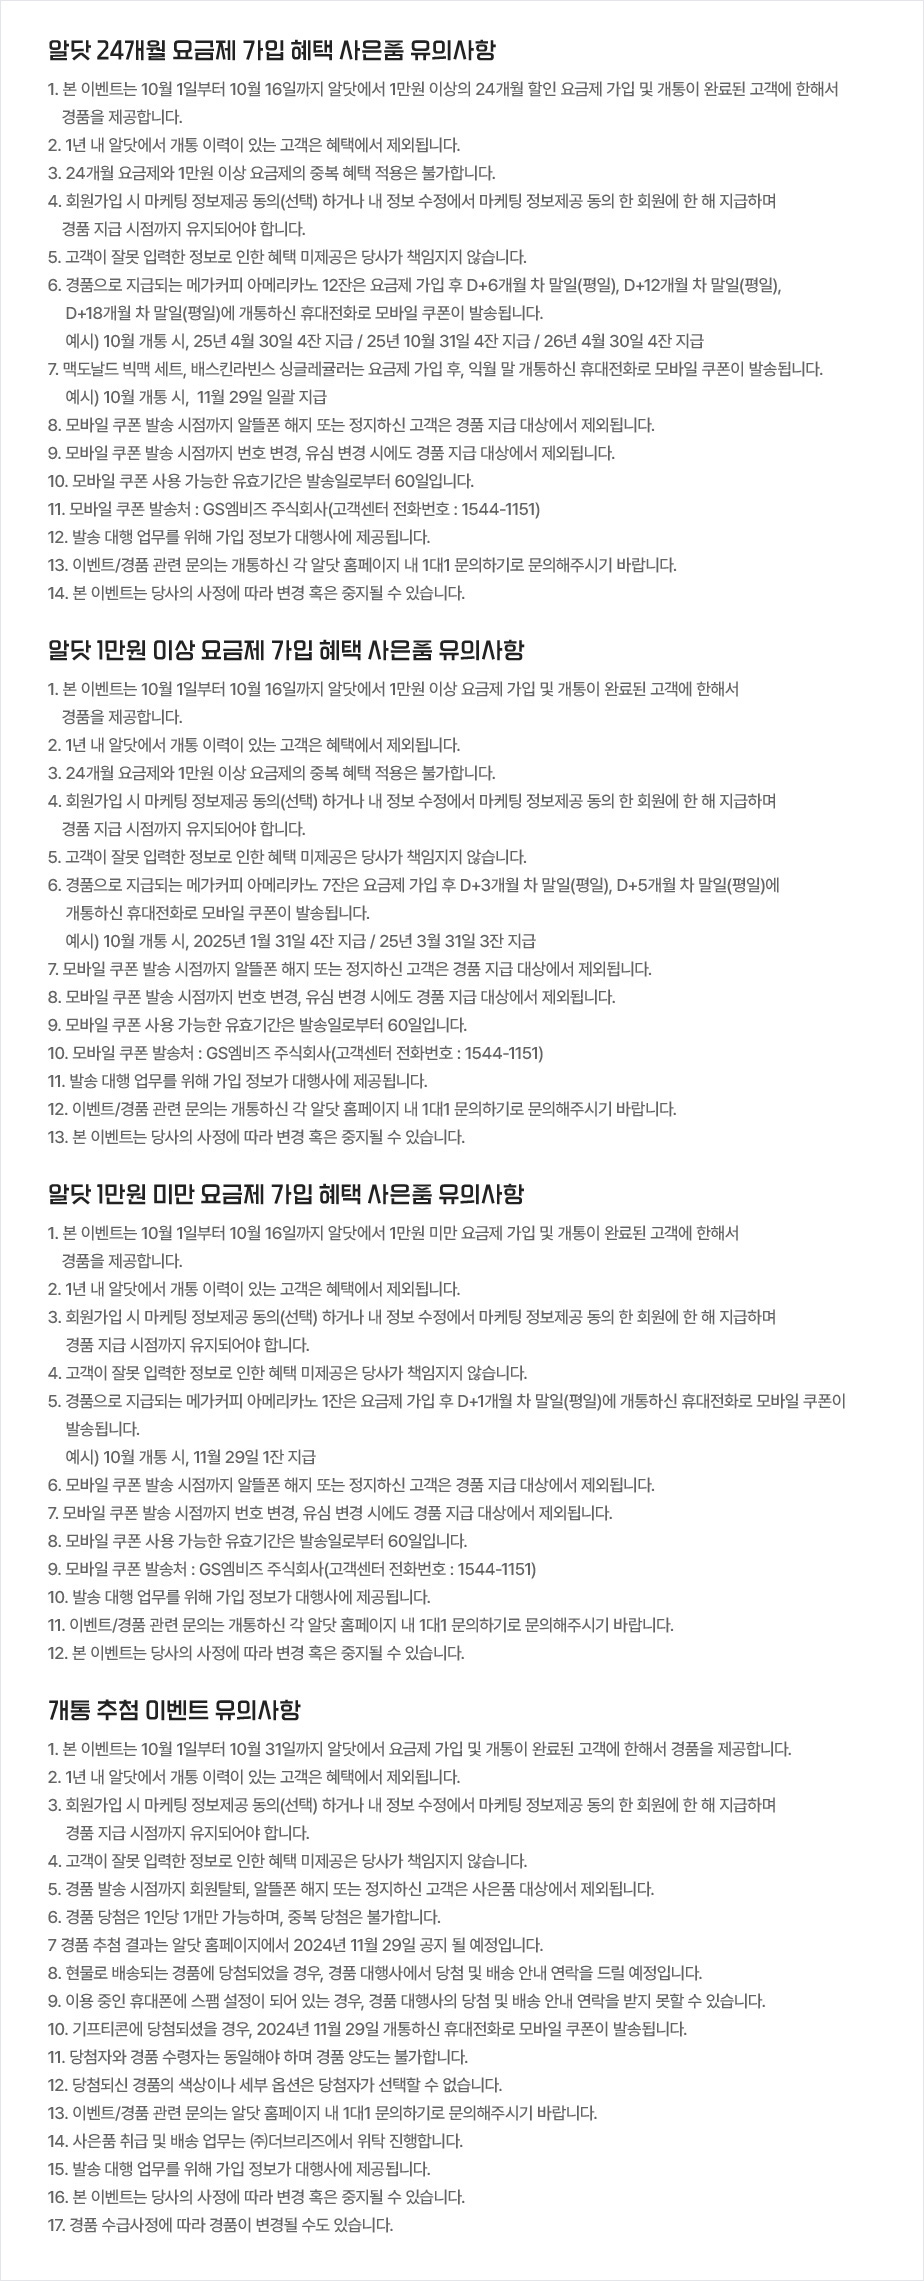 알닷 24개월 요금제 가입 혜택 사은품 유의사항
1. 본 이벤트는 10월 1일부터 10월 16일까지 알닷에서 1만원 이상의 24개월 할인 요금제 가입 및 개통이 완료된 고객에 한해서
경품을 제공합니다.
2. 1년 내 알닷에서 개통 이력이 있는 고객은 혜택에서 제외됩니다.
3. 24개월 요금제와 1만원 이상 요금제의 중복 혜택 적용은 불가합니다.
4. 회원가입 시 마케팅 정보제공 동의(선택) 하거나 내 정보 수정에서 마케팅 정보제공 동의 한 회원에 한 해 지급하며
경품 지급 시점까지 유지되어야 합니다.
5. 고객이 잘못 입력한 정보로 인한 혜택 미제공은 당사가 책임지지 않습니다.
6. 경품으로 지급되는 메가커피 아메리카노 12잔은 요금제 가입 후 D+6개월 차 말일(평일), D+12개월 차 말일(평일),
D+18개월 차 말일(평일)에 개통하신 휴대전화로 모바일 쿠폰이 발송됩니다.
예시) 10월 개통 시, 25년 4월 30일 4잔 지급 / 25년 10월 31일 4잔 지급 / 26년 4월 30일 4잔 지급
7. 맥도날드 빅맥 세트, 배스킨라빈스 싱글레귤러는 요금제 가입 후, 익월 말 개통하신 휴대전화로 모바일 쿠폰이 발송됩니다.
예시) 10월 개통 시, 11월 29일 일괄 지급
8. 모바일 쿠폰 발송 시점까지 알뜰폰 해지 또는 정지하신 고객은 경품 지급 대상에서 제외됩니다.
9. 모바일 쿠폰 발송 시점까지 번호 변경, 유심 변경 시에도 경품 지급 대상에서 제외됩니다.
10. 모바일 쿠폰 사용 가능한 유효기간은 발송일로부터 60일입니다.
11. 모바일 쿠폰 발송처 : GS엠비즈 주식회사(고객센터 전화번호 : 1544-1151)
12. 발송 대행 업무를 위해 가입 정보가 대행사에 제공됩니다.
13. 이벤트/경품 관련 문의는 개통하신 각 알닷 홈페이지 내 1대1 문의하기로 문의해주시기 바랍니다.
14. 본 이벤트는 당사의 사정에 따라 변경 혹은 중지될 수 있습니다.
알닷 1만원 이상 요금제 가입 혜택 사은품 유의사항
1. 본 이벤트는 10월 1일부터 10월 16일까지 알닷에서 1만원 이상 요금제 가입 및 개통이 완료된 고객에 한해서
경품을 제공합니다.
2. 1년 내 알닷에서 개통 이력이 있는 고객은 혜택에서 제외됩니다.
3. 24개월 요금제와 1만원 이상 요금제의 중복 혜택 적용은 불가합니다.
4. 회원가입 시 마케팅 정보제공 동의(선택) 하거나 내 정보 수정에서 마케팅 정보제공 동의 한 회원에 한 해 지급하며
경품 지급 시점까지 유지되어야 합니다.
5. 고객이 잘못 입력한 정보로 인한 혜택 미제공은 당사가 책임지지 않습니다.
6. 경품으로 지급되는 메가커피 아메리카노 7잔은 요금제 가입 후 D+3개월 차 말일(평일), D+5개월 차 말일(평일)에
개통하신 휴대전화로 모바일 쿠폰이 발송됩니다.
예시) 10월 개통 시, 2025년 1월 31일 4잔 지급 / 25년 3월 31일 3잔 지급
7. 모바일 쿠폰 발송 시점까지 알뜰폰 해지 또는 정지하신 고객은 경품 지급 대상에서 제외됩니다.
8. 모바일 쿠폰 발송 시점까지 번호 변경, 유심 변경 시에도 경품 지급 대상에서 제외됩니다.
9. 모바일 쿠폰 사용 가능한 유효기간은 발송일로부터 60일입니다.
10. 모바일 쿠폰 발송처 : GS엠비즈 주식회사(고객센터 전화번호 : 1544-1151)
11. 발송 대행 업무를 위해 가입 정보가 대행사에 제공됩니다.
12. 이벤트/경품 관련 문의는 개통하신 각 알닷 홈페이지 내 1대1 문의하기로 문의해주시기 바랍니다.
13. 본 이벤트는 당사의 사정에 따라 변경 혹은 중지될 수 있습니다.
알닷 1만원 미만 요금제 가입 혜택 사은품 유의사항
1. 본 이벤트는 10월 1일부터 10월 16일까지 알닷에서 1만원 미만 요금제 가입 및 개통이 완료된 고객에 한해서
경품을 제공합니다.
2. 1년 내 알닷에서 개통 이력이 있는 고객은 혜택에서 제외됩니다.
3. 회원가입 시 마케팅 정보제공 동의(선택) 하거나 내 정보 수정에서 마케팅 정보제공 동의 한 회원에 한 해 지급하며
경품 지급 시점까지 유지되어야 합니다.
4. 고객이 잘못 입력한 정보로 인한 혜택 미제공은 당사가 책임지지 않습니다.
5. 경품으로 지급되는 메가커피 아메리카노 1잔은 요금제 가입 후 D+1개월 차 말일(평일)에 개통하신 휴대전화로 모바일 쿠폰이
발송됩니다.
예시) 10월 개통 시, 11월 29일 1잔 지급
6. 모바일 쿠폰 발송 시점까지 알뜰폰 해지 또는 정지하신 고객은 경품 지급 대상에서 제외됩니다.
7. 모바일 쿠폰 발송 시점까지 번호 변경, 유심 변경 시에도 경품 지급 대상에서 제외됩니다.
8. 모바일 쿠폰 사용 가능한 유효기간은 발송일로부터 60일입니다.
9. 모바일 쿠폰 발송처 : GS엠비즈 주식회사(고객센터 전화번호 : 1544-1151)
10. 발송 대행 업무를 위해 가입 정보가 대행사에 제공됩니다.
11. 이벤트/경품 관련 문의는 개통하신 각 알닷 홈페이지 내 1대1 문의하기로 문의해주시기 바랍니다.
12. 본 이벤트는 당사의 사정에 따라 변경 혹은 중지될 수 있습니다.
개통 추첨 이벤트 유의사항
1. 본 이벤트는 10월 1일부터 10월 31일까지 알닷에서 요금제 가입 및 개통이 완료된 고객에 한해서 경품을 제공합니다.
2. 1년 내 알닷에서 개통 이력이 있는 고객은 혜택에서 제외됩니다.
3. 회원가입 시 마케팅 정보제공 동의(선택) 하거나 내 정보 수정에서 마케팅 정보제공 동의 한 회원에 한 해 지급하며
경품 지급 시점까지 유지되어야 합니다.
4. 고객이 잘못 입력한 정보로 인한 혜택 미제공은 당사가 책임지지 않습니다.
5. 경품 발송 시점까지 회원탈퇴, 알뜰폰 해지 또는 정지하신 고객은 사은품 대상에서 제외됩니다.
6. 경품 당첨은 1인당 1개만 가능하며, 중복 당첨은 불가합니다.
7 경품 추첨 결과는 알닷 홈페이지에서 2024년 11월 29일 공지 될 예정입니다.
8. 현물로 배송되는 경품에 당첨되었을 경우, 경품 대행사에서 당첨 및 배송 안내 연락을 드릴 예정입니다.
9. 이용 중인 휴대폰에 스팸 설정이 되어 있는 경우, 경품 대행사의 당첨 및 배송 안내 연락을 받지 못할 수 있습니다.
10. 기프티콘에 당첨되셨을 경우, 2024년 11월 29일 개통하신 휴대전화로 모바일 쿠폰이 발송됩니다.
11. 당첨자와 경품 수령자는 동일해야 하며 경품 양도는 불가합니다.
12. 당첨되신 경품의 색상이나 세부 옵션은 당첨자가 선택할 수 없습니다.
13. 이벤트/경품 관련 문의는 알닷 홈페이지 내 1대1 문의하기로 문의해주시기 바랍니다.
14. 사은품 취급 및 배송 업무는 ㈜더브리즈에서 위탁 진행합니다.
15. 발송 대행 업무를 위해 가입 정보가 대행사에 제공됩니다.
16. 본 이벤트는 당사의 사정에 따라 변경 혹은 중지될 수 있습니다.
17. 경품 수급사정에 따라 경품이 변경될 수도 있습니다.